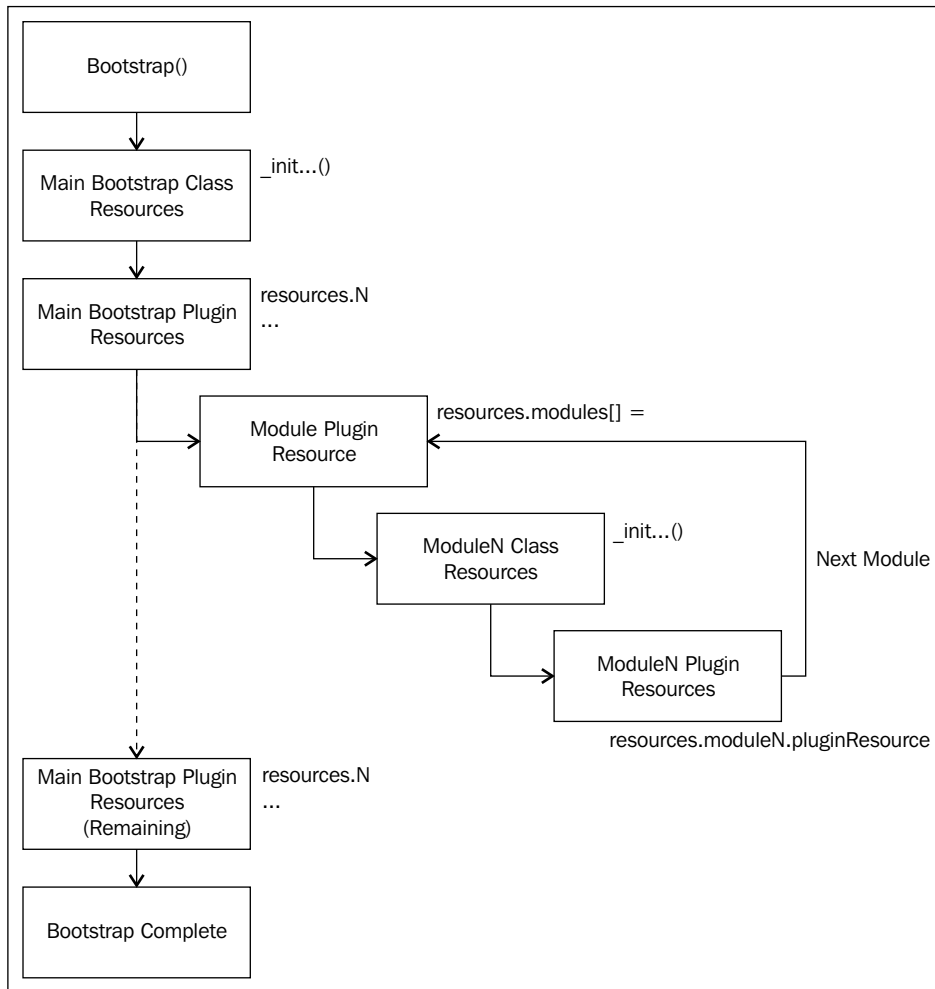 Bootstrap()
Main Bootstrap Class
Resources
_init...()
Main Bootstrap Plugin
Resources
resources.N
...
Module Plugin
Resource
resources.modules[] =
ModuleN Class
Resources
_init...()
Next Module
ModuleN Plugin
Resources
resources.moduleN.pluginResource
Main Bootstrap Plugin
Resources
(Remaining)
resources.N
...
Bootstrap Complete